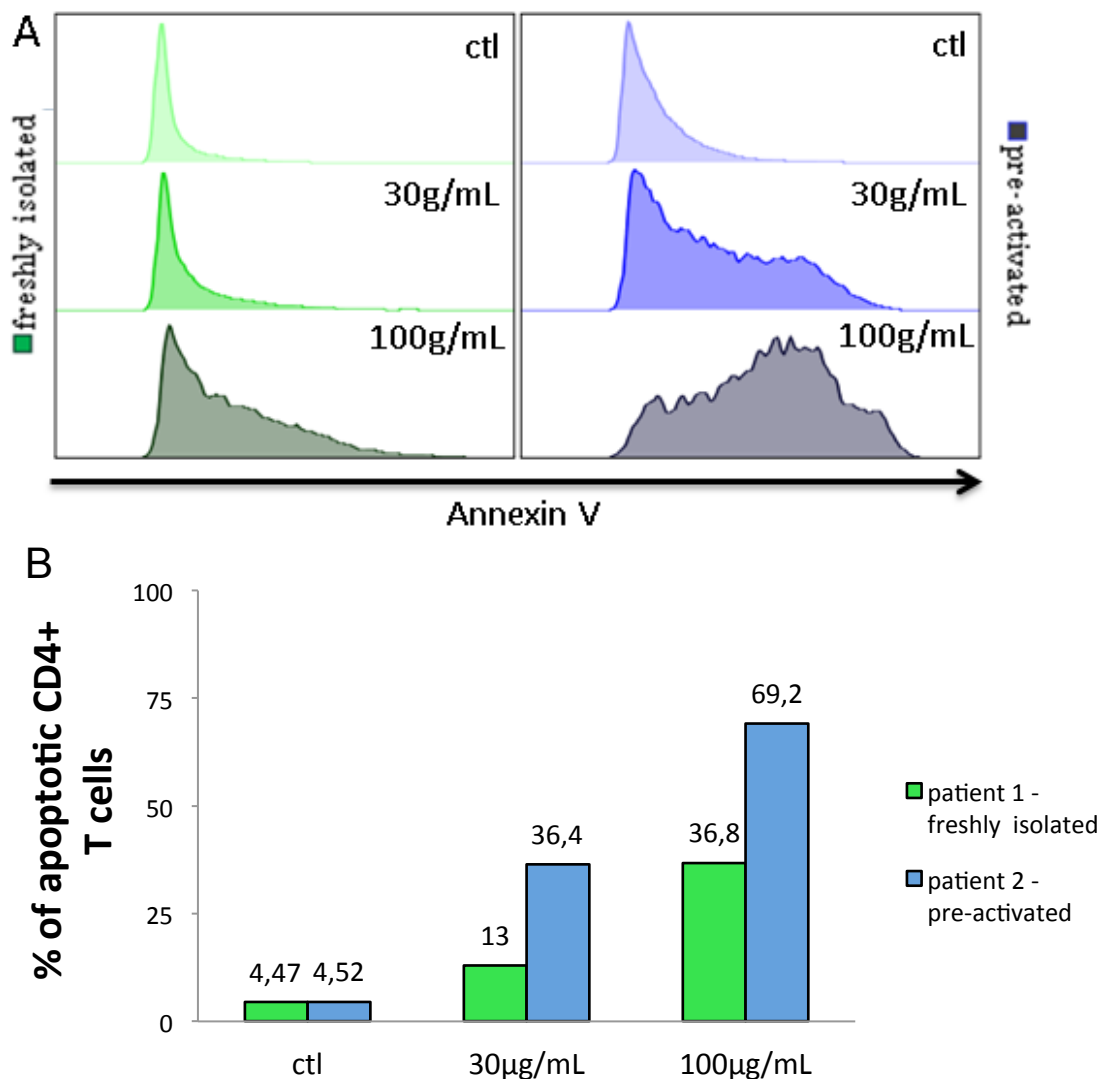 A
ctl
30g/mL
100g/mL
ctl
30g/mL
100g/mL
freshly isolated
pre-activated
Annexin V
B
% of apoptotic CD4+
T cells
100
75
50
25
0
4,47 4,52
13
36,4
36,8
69,2
ctl
30µg/mL
100µg/mL
patient 1 -
freshly isolated
patient 2 -
pre-activated